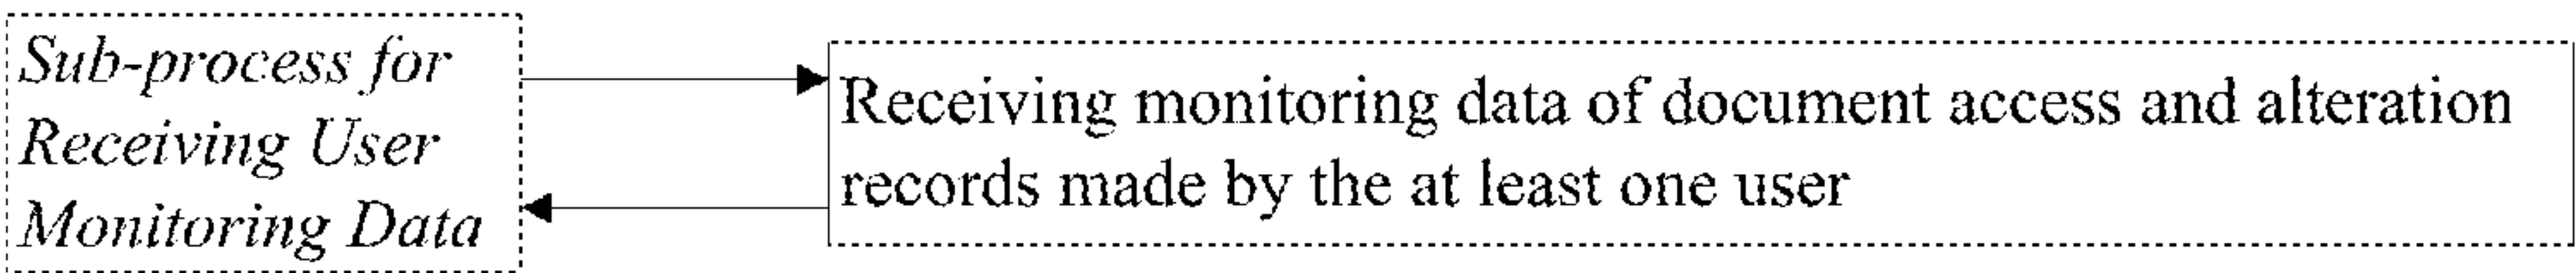 Sub-process for
Receiving User
Monitoring Data
Receiving monitoring data of document access and alteration
records made by the at least one user